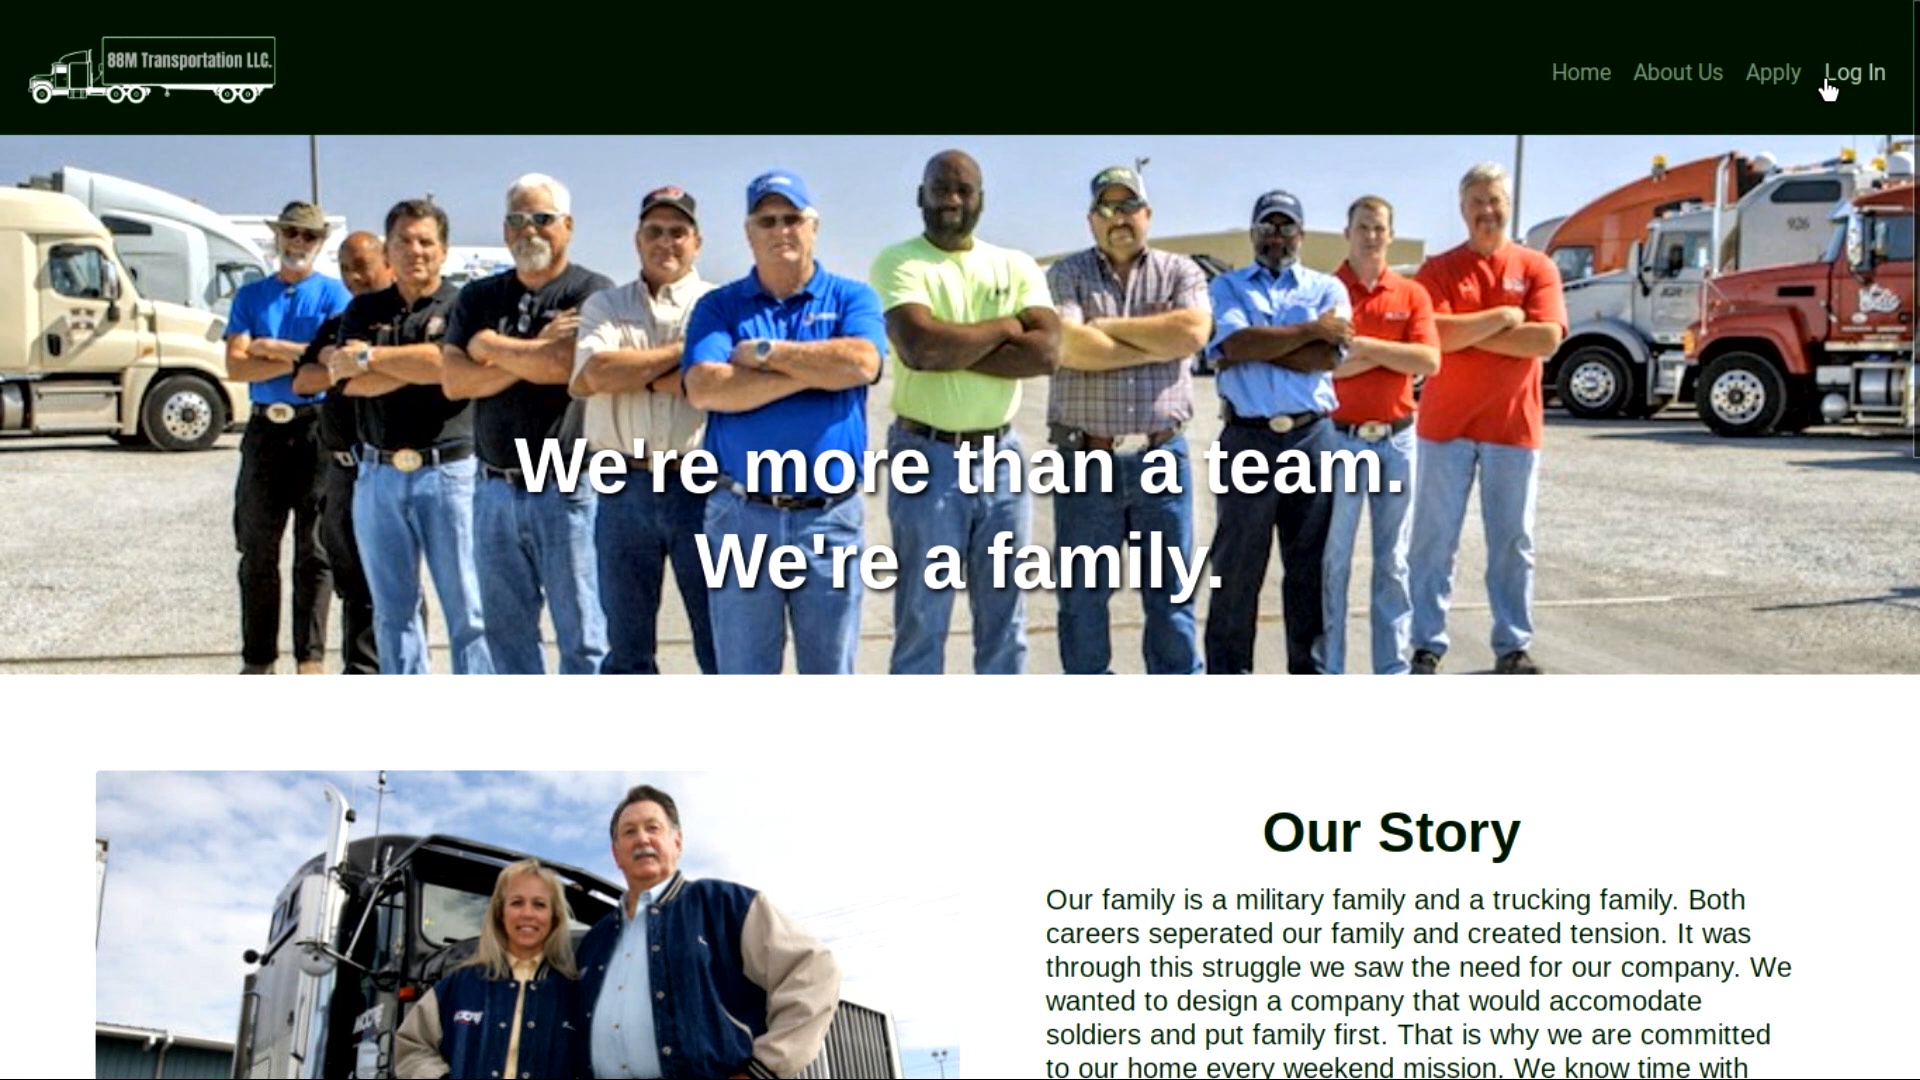 88M Transportation LLC.
Home About Us Apply Log In
926
We're more than a team.
We're a family.
Our Story
Our family is a military family and a trucking family. Both
careers seperated our family and created tension. It was
through this struggle we saw the need for our company. We
wanted to design a company that would accomodate
soldiers and put family first. That is why we are committed
to our home every weekend mission. We know time with